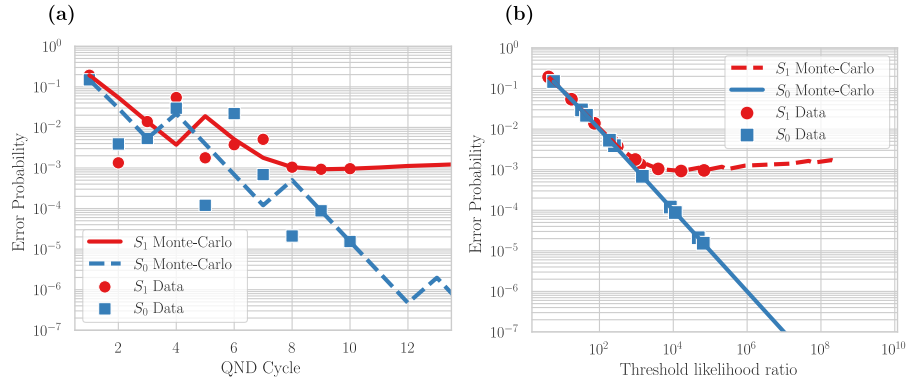 (a)
(b)
10^0
10^-1
10^-2
10^-3
10^-4
10^-5
10^-6
10^-7
Error Probability
S_1 Monte-Carlo
S_0 Monte-Carlo
S_1 Data
S_0 Data
2 4 6 8 10 12
QND Cycle
10^0
10^-1
10^-2
10^-3
10^-4
10^-5
10^-6
10^-7
Error Probability
S_1 Monte-Carlo
S_0 Monte-Carlo
S_1 Data
S_0 Data
10^2 10^4 10^6 10^8 10^10
Threshold likelihood ratio